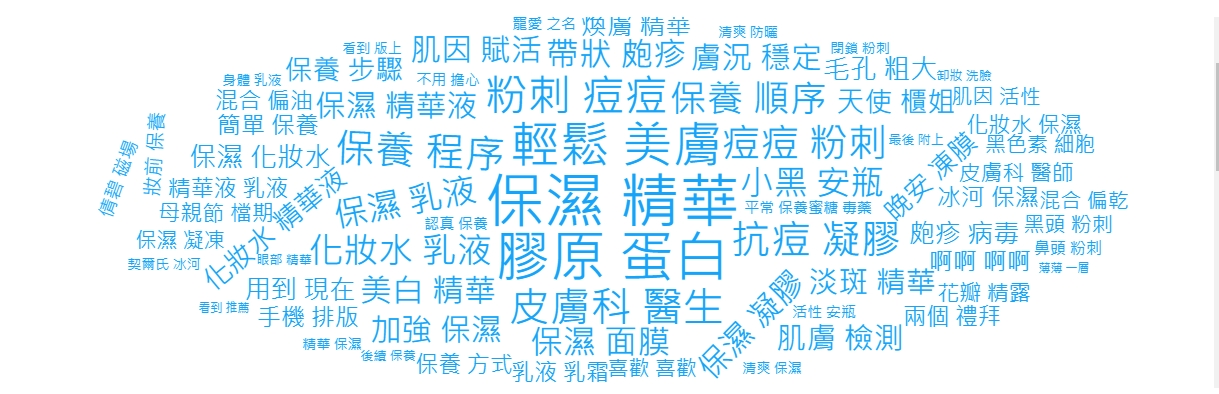 寵愛 之名
煥膚 精華
清爽 防曬
看到 版上
肌因 賦活
帶狀 皰疹
膚況 穩定
閉鎖 粉刺
保養 步驟
毛孔 粗大
卸妝 洗臉
身體 乳液
不用 擔心
混合 偏油
保濕 精華液
粉刺 痘痘
保養 順序
天使 櫃姐
肌因 活性
簡單 保養
妝前 保養
倩碧 磁場
保養 程序
輕鬆 美膚
痘痘 粉刺
最後 附上
化妝水 保濕
黑色素 細胞
保濕 化妝水
凍膜
晚安
皮膚科 醫師
精華液 乳液
化妝水 精華液
保濕 乳液
保濕 精華
小黑 安瓶
冰河 保濕
混合 偏乾
母親節 檔期
平常 保養
蜜糖 毒藥
認真 保養
保濕 凝凍
化妝水 乳液
膠原 蛋白
抗痘 凝膠
皰疹 病毒
黑頭 粉刺
鼻頭 粉刺
契爾氏 冰河
眼部 精華
啊啊 啊啊
薄薄 一層
用到 現在
美白 精華
淡斑 精華
花瓣 精露
看到 推薦
手機 排版
皮膚科 醫生
保濕 凝膠
活性 安瓶
兩個 禮拜
加強 保濕
保濕 面膜
肌膚 檢測
精華 保濕
後續 保養
保養 方式
乳液 乳霜
喜歡 喜歡
清爽 保濕